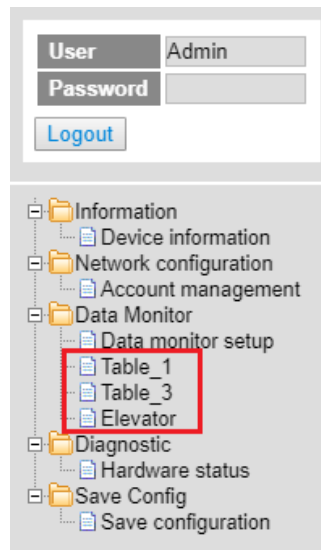 User Admin
Password
Logout
Information
Device information
Network configuration
Account management
Data Monitor
Data monitor setup
Table_1
Table_3
Elevator
Diagnostic
Hardware status
Save Config
Save configuration